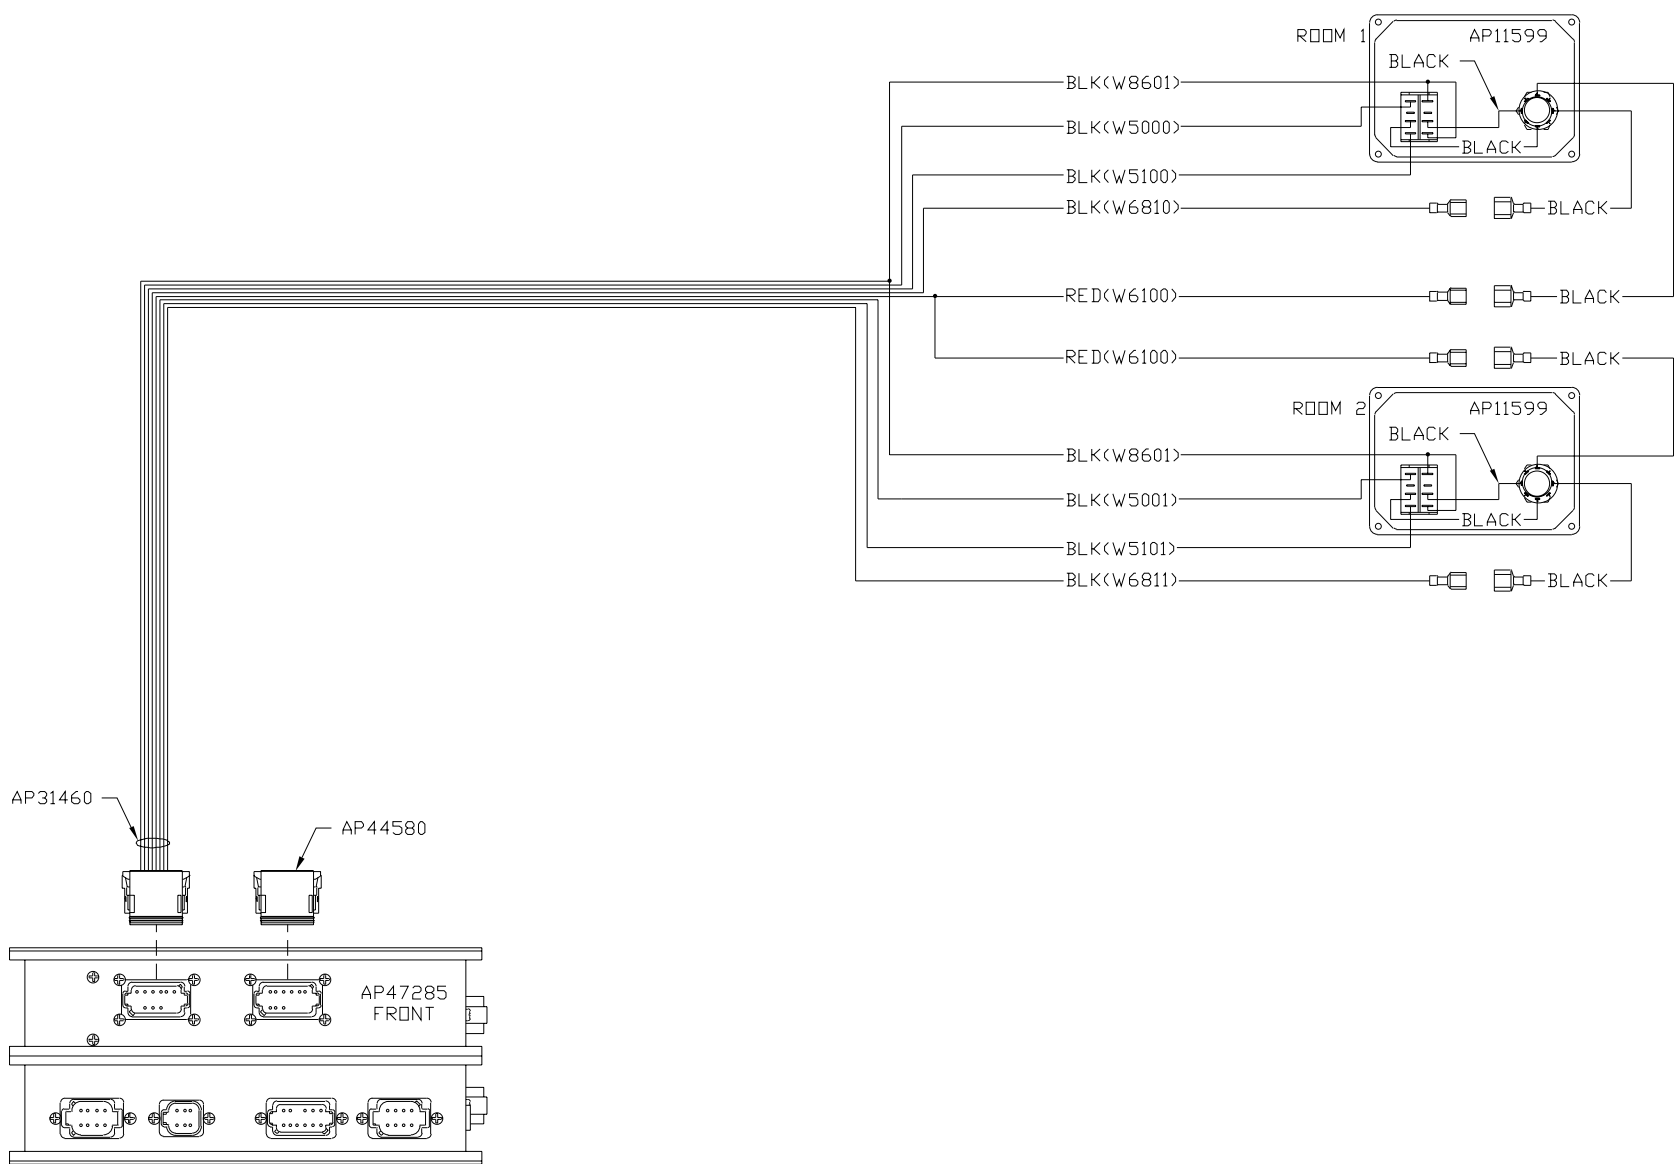 ROOM 1
AP11599
BLACK
BLK(W8601)
BLK(W5000)
BLACK
BLK(W5100)
BLK(W6810)
BLACK
RED(W6100)
BLACK
RED(W6100)
BLACK
ROOM 2
AP11599
BLACK
BLK(W8601)
BLK(W5001)
BLACK
BLK(W5101)
BLK(W6811)
BLACK
AP31460
AP44580
AP47285
FRONT